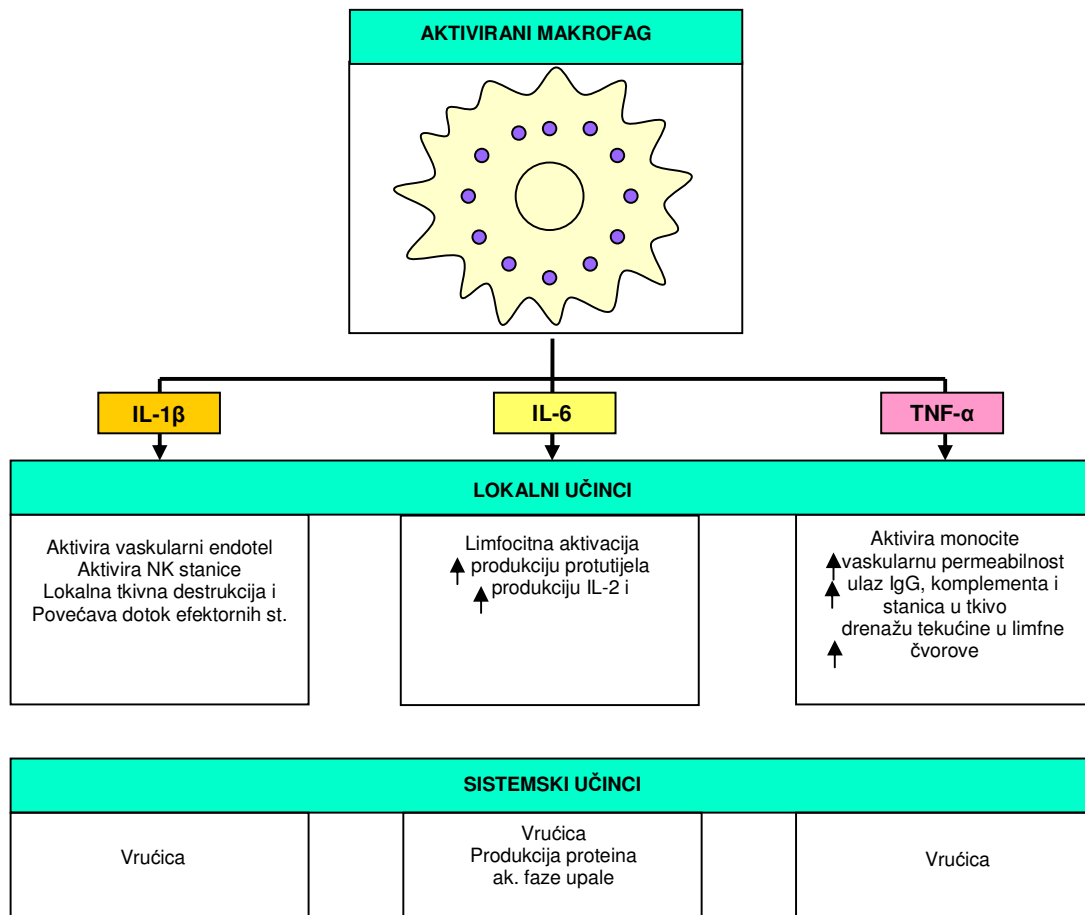 AKTIVIRANI MAKROFAG
IL-1β
IL-6
TNF-α
LOKALNI UČINCI
Aktivira vaskularni endotel
Aktivira NK stanice
Lokalna tkivna destrukcija i
Povećava dotok efektornih st.
Limfocitna aktivacija
produkciju protutijela
produkciju IL-2 i
Aktivira monocite
vaskularnu permeabilnost
ulaz IgG, komplementa i
stanica u tkivo
drenažu tekućine u limfne
čvorove
SISTEMSKI UČINCI
Vrućica
Vrućica
Produkcija proteina
ak. faze upale
Vrućica